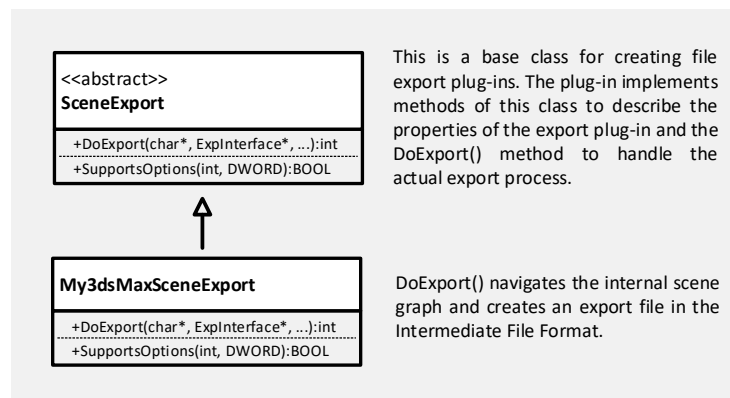 <<abstract>>
SceneExport
+DoExport(char*, ExpInterface*, ...):int
+SupportsOptions(int, DWORD):BOOL
This is a base class for creating file
export plug-ins. The plug-in implements
methods of this class to describe the
properties of the export plug-in and the
DoExport() method to handle the
actual export process.
My3dsMaxSceneExport
+DoExport(char*, ExpInterface*, ...):int
+SupportsOptions(int, DWORD):BOOL
DoExport() navigates the internal scene
graph and creates an export file in the
Intermediate File Format.